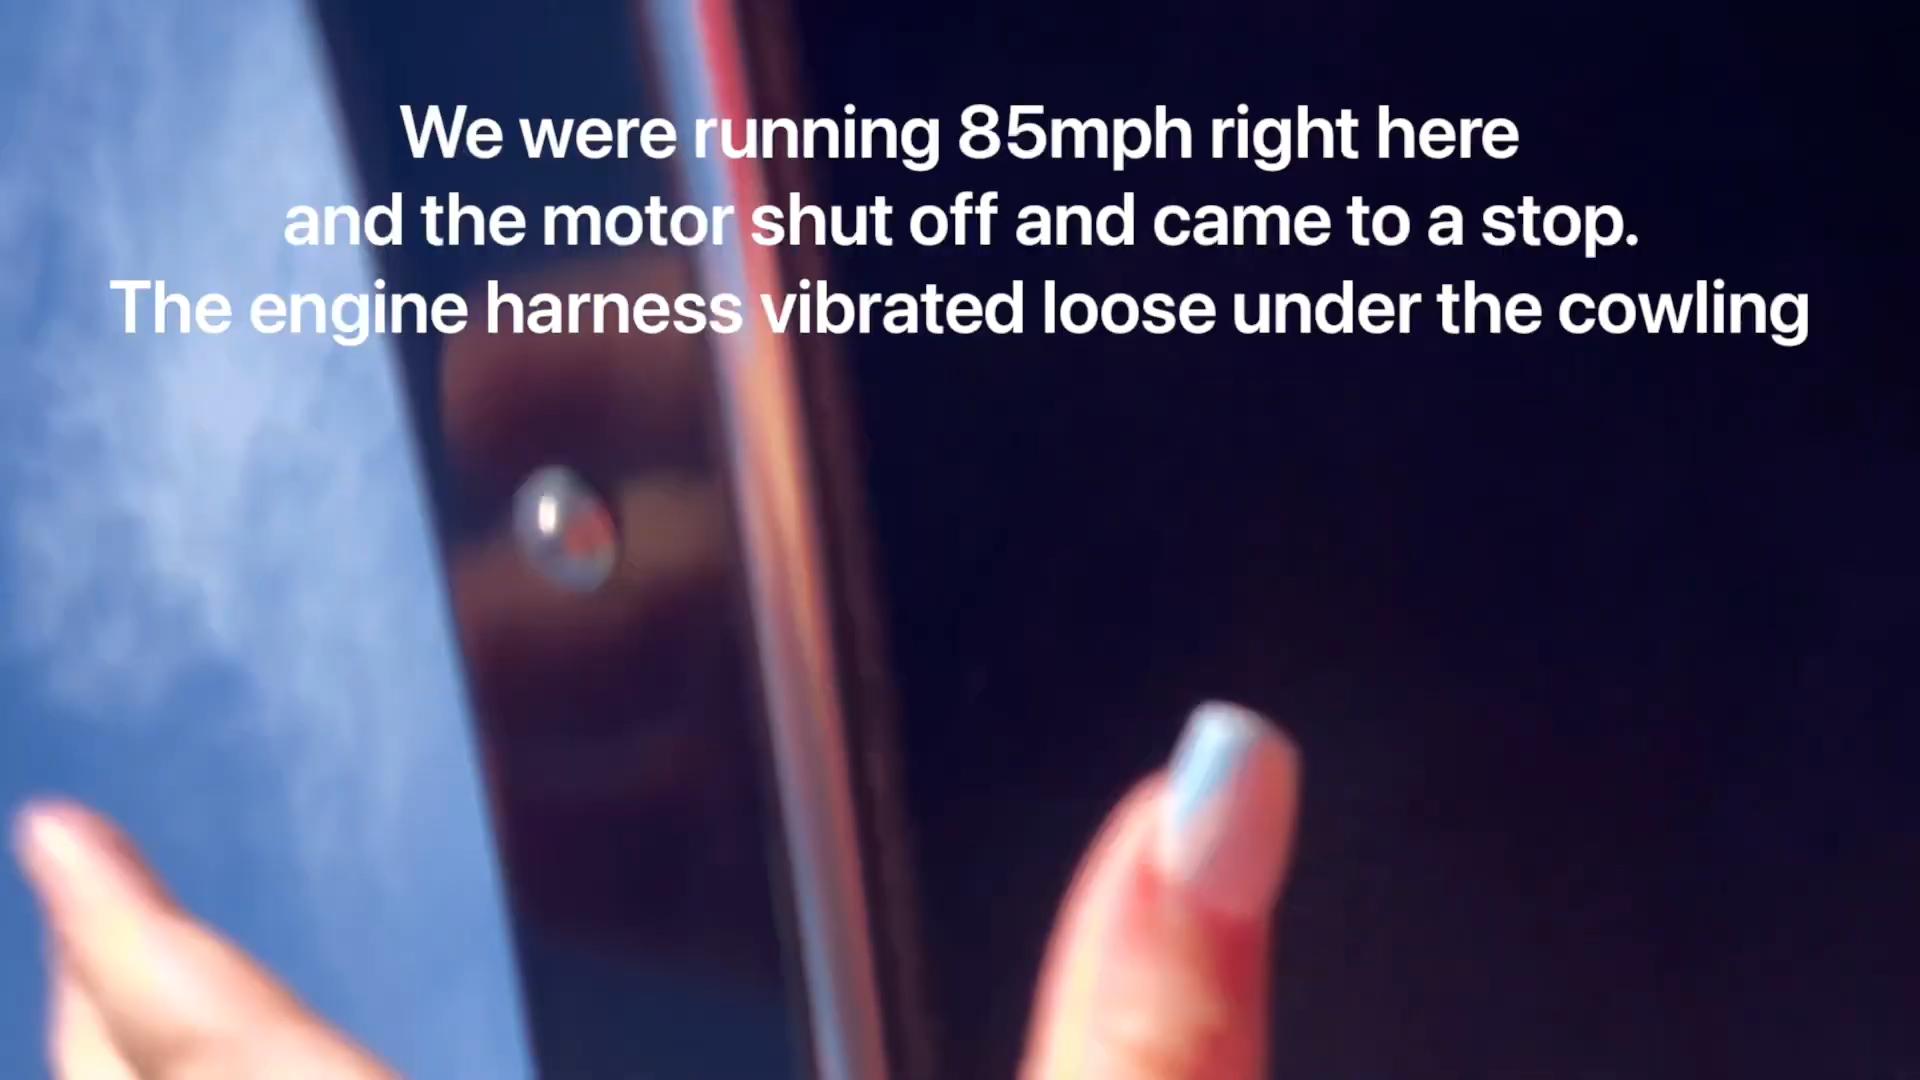 We were running 85mph right here
and the motor shut off and came to a stop.
The engine harness vibrated loose under the cowling